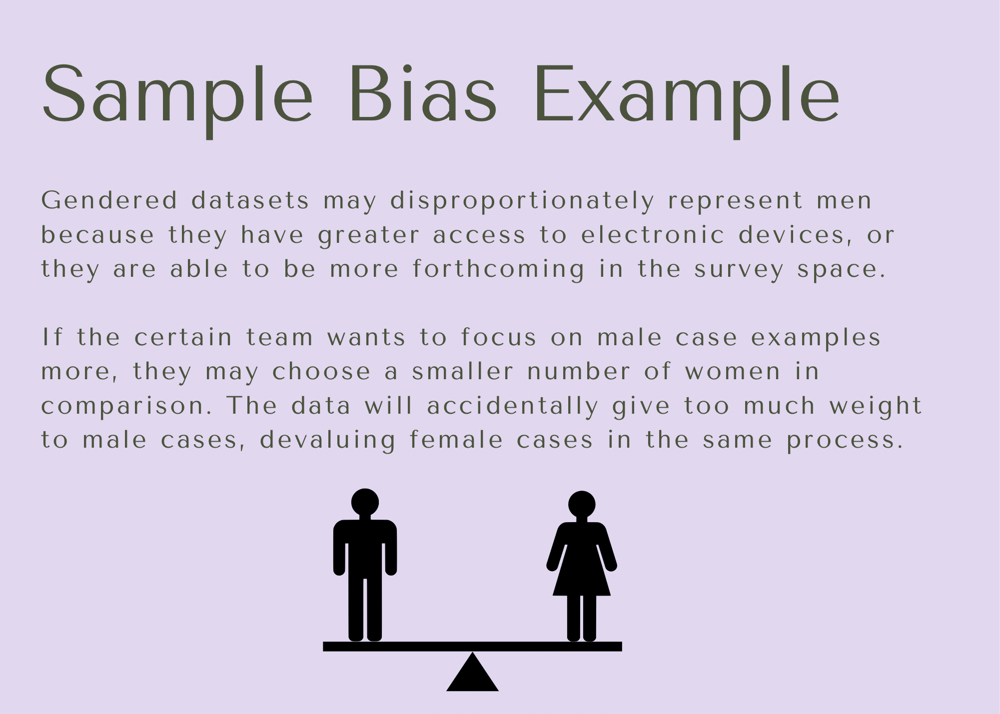 Sample Bias Example
Gendered datasets may disproportionately represent men
because they have greater access to electronic devices, or
they are able to be more forthcoming in the survey space.
If the certain team wants to focus on male case examples
more, they may choose a smaller number of women in
comparison. The data will accidentally give too much weight
to male cases, devaluing female cases in the same process.